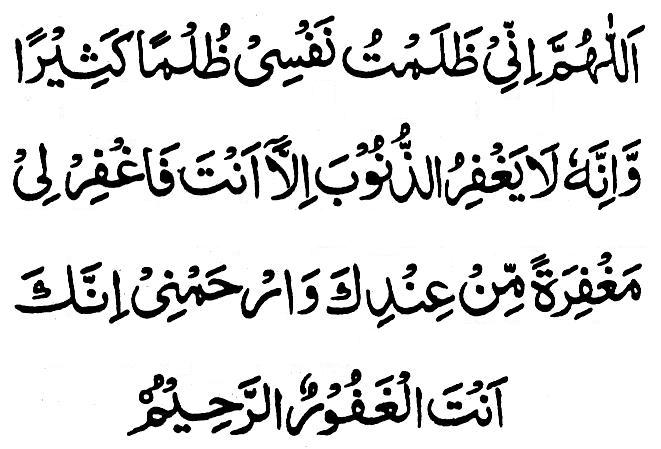 اَللّٰهُمَّ اِنِّيْ ظَلَمْتُ نَفْسِيْ ظُلْمًا كَثِيْرًا
وَّاِنَّهٗ لَا يَغْفِرُ الذُّنُوْبَ اِلَّآ اَنْتَ فَاغْفِرْ لِيْ
مَغْفِرَةً مِّنْ عِنْدِكَ وَارْحَمْنِيْ اِنَّكَ
اَنْتَ الْغَفُوْرُ الرَّحِيْمُ